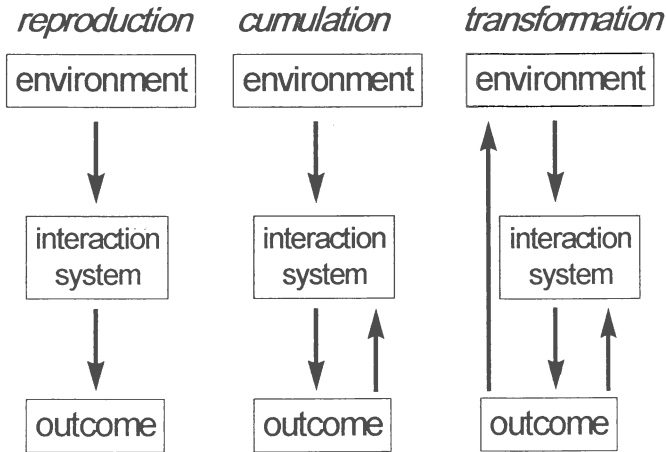 reproduction
environment
interaction
system
outcome
cumulation
environment
interaction
system
outcome
transformation
environment
interaction
system
outcome